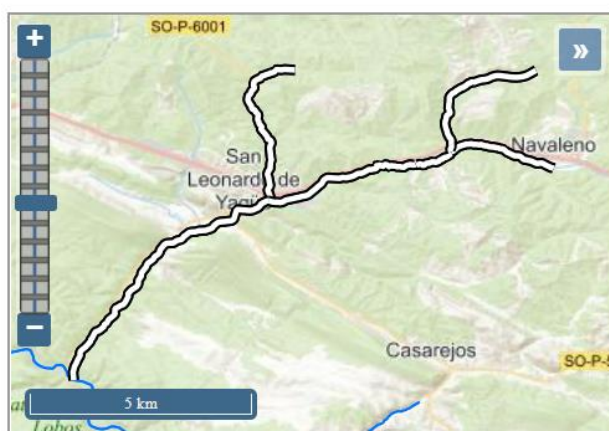 SO-P-6001
+
»
Navaleno
San
Leonardo de
Yagüe
Casarejos
SO-P-5
−
5 km
Lobos